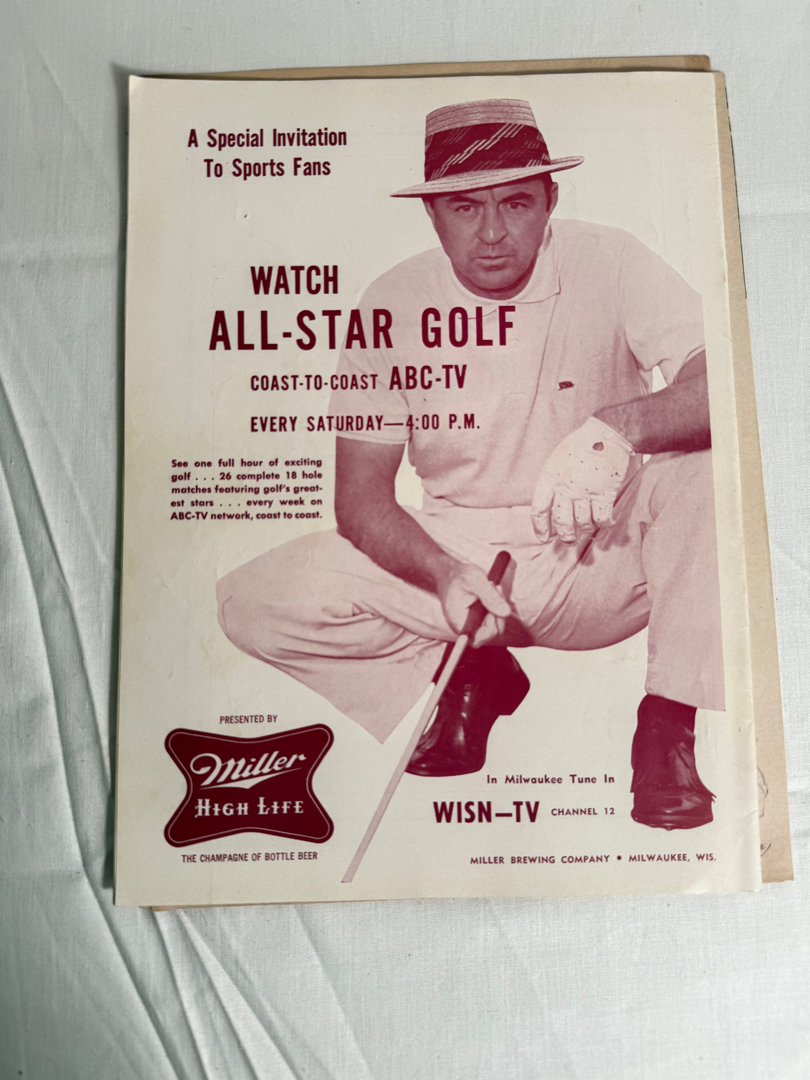 A Special Invitation
To Sports Fans
WATCH
ALL-STAR GOLF
COAST-TO-COAST ABC-TV
EVERY SATURDAY—4:00 P.M.
See one full hour of exciting
golf . . . 26 complete 18 hole
matches featuring golf's great-
est stars . . . every week on
ABC-TV network, coast to coast.
PRESENTED BY
Miller
HIGH LIFE
THE CHAMPAGNE OF BOTTLE BEER
In Milwaukee Tune In
WISN—TV CHANNEL 12
MILLER BREWING COMPANY • MILWAUKEE, WIS.